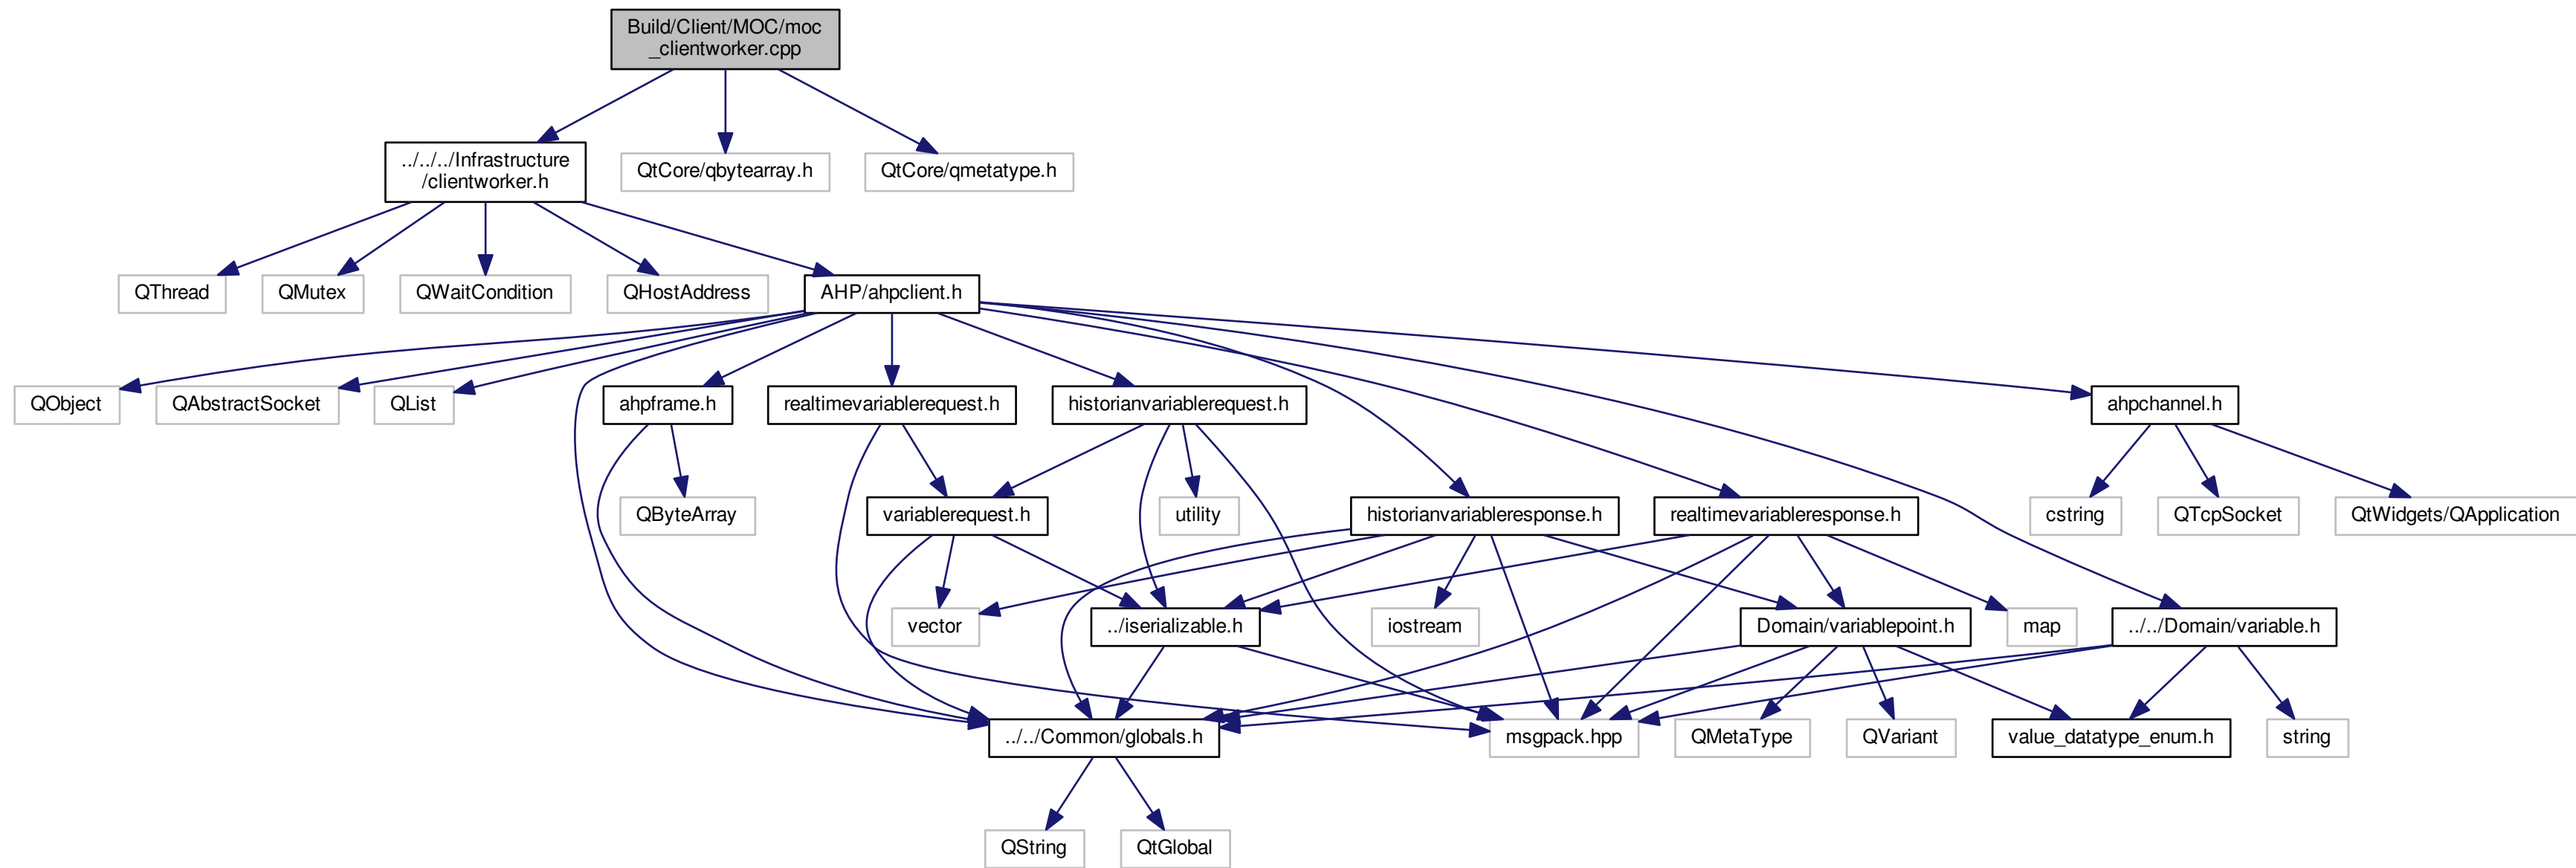 Build/Client/MOC/moc
_clientworker.cpp
../../../Infrastructure
/clientworker.h
QtCore/qbytearray.h
QtCore/qmetatype.h
QThread
QMutex
QWaitCondition
QHostAddress
AHP/ahpclient.h
QObject
QAbstractSocket
QList
ahpframe.h
realtimevariablerequest.h
historianvariablerequest.h
ahpchannel.h
QByteArray
variablerequest.h
utility
historianvariableresponse.h
realtimevariableresponse.h
cstring
QTcpSocket
QtWidgets/QApplication
vector
../iserializable.h
iostream
Domain/variablepoint.h
map
../../Domain/variable.h
../../Common/globals.h
msgpack.hpp
QMetaType
QVariant
value_datatype_enum.h
string
QString
QtGlobal